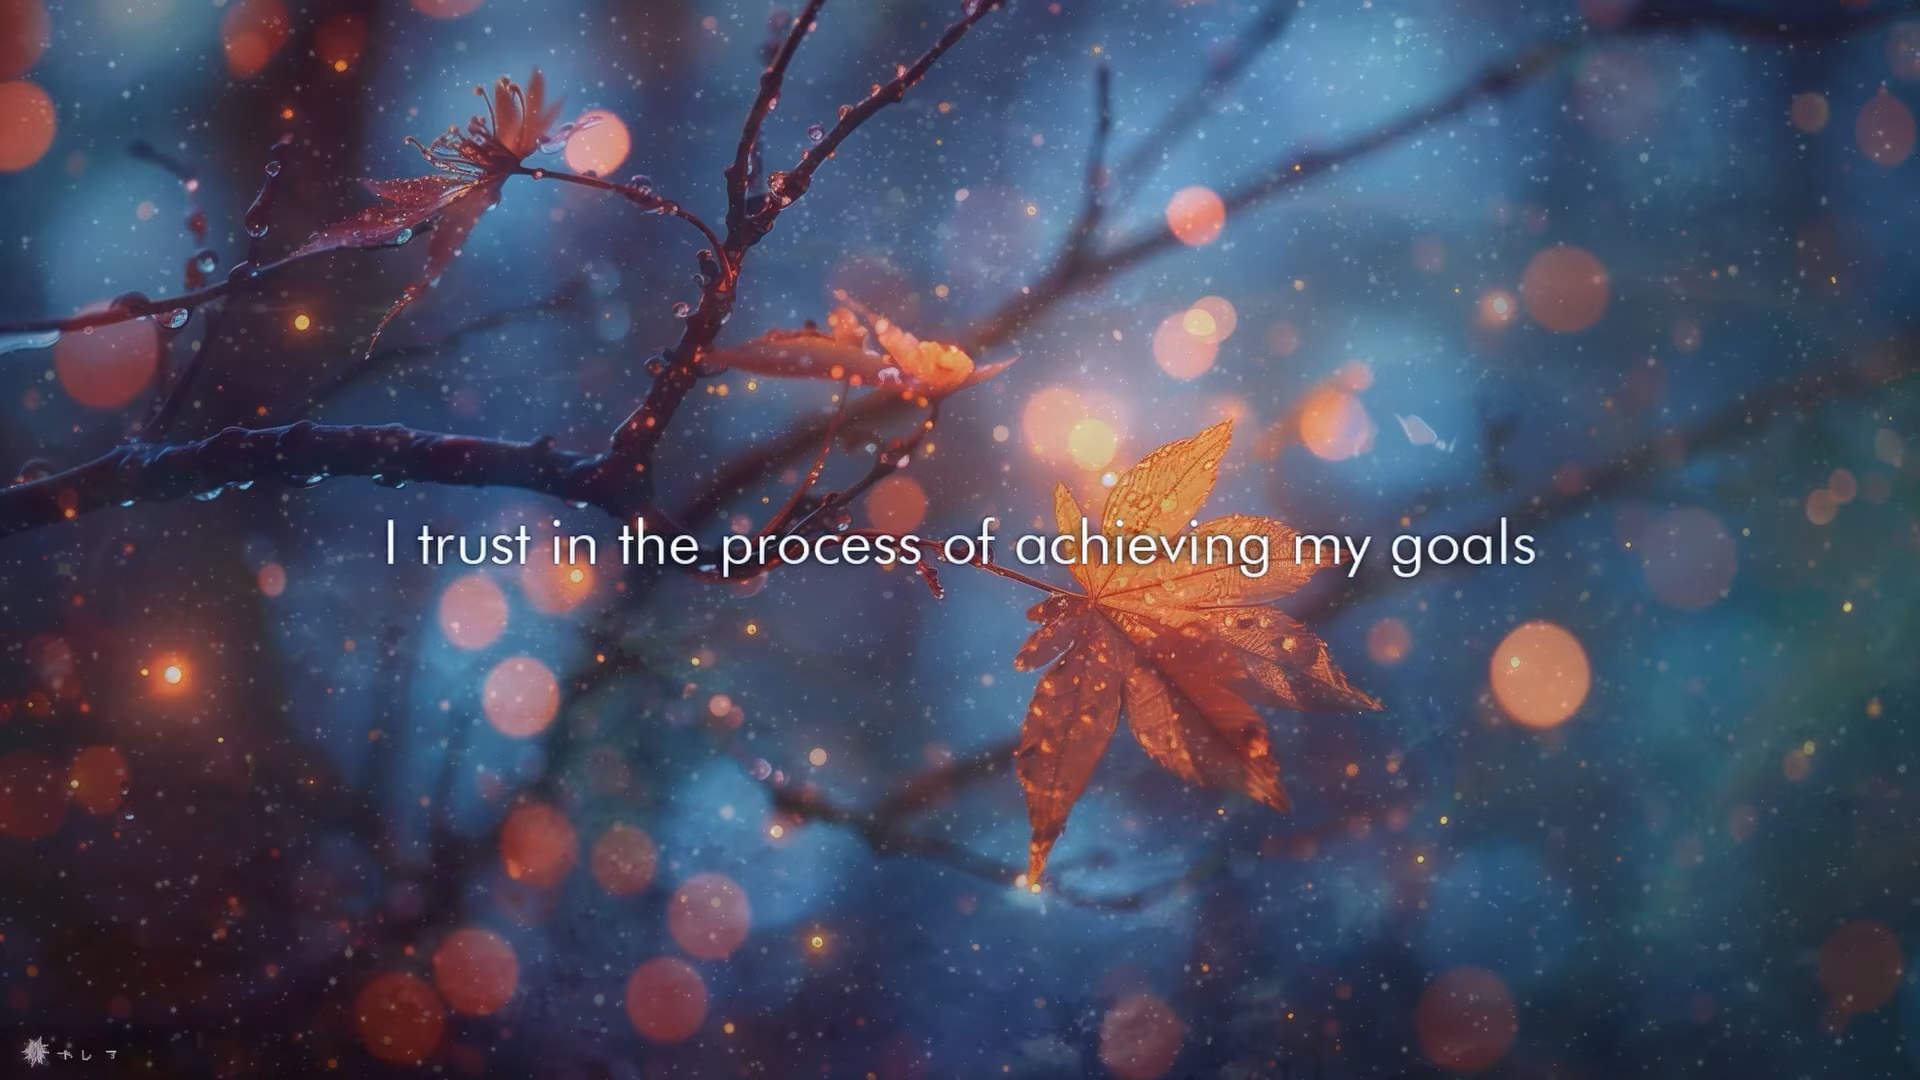 I trust in the process of achieving my goals